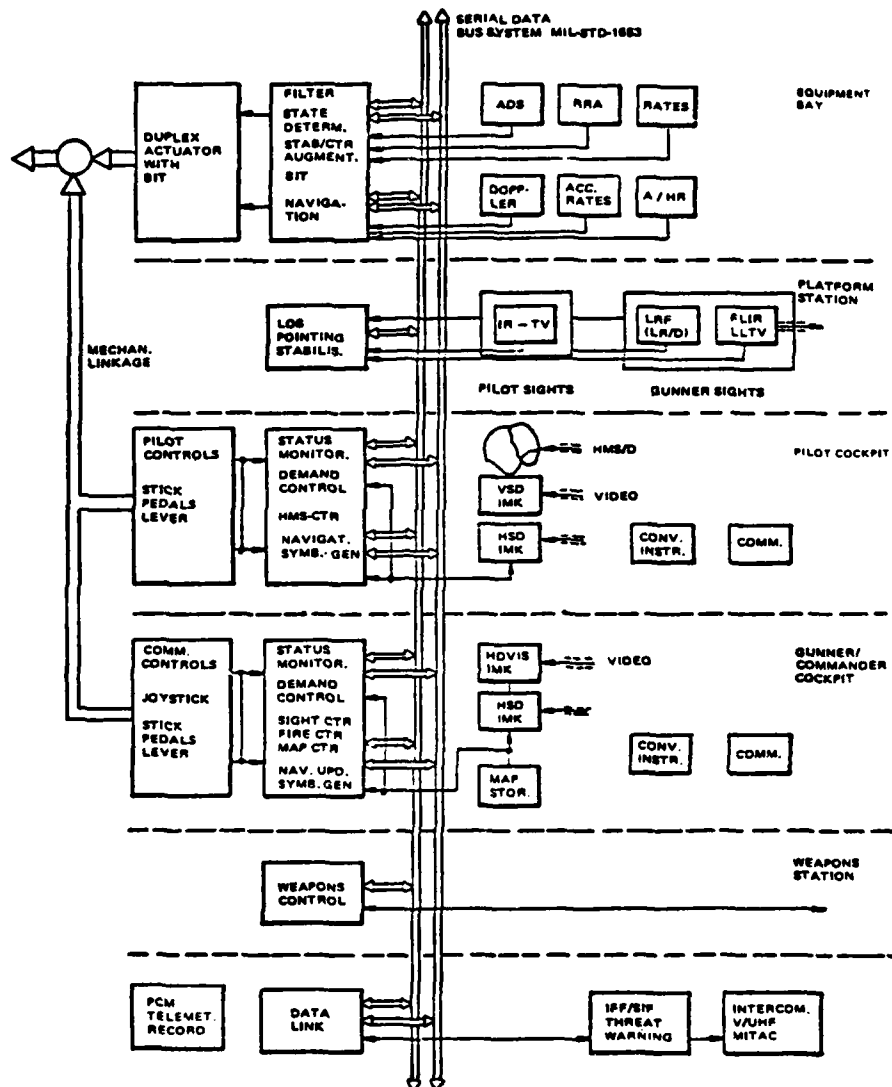 SERIAL DATA
BUS SYSTEM MIL-STD-1553
EQUIPMENT
BAY
DUPLEX
ACTUATOR
WITH
BIT
FILTER
STATE
DETERM.
STAB/CTR
AUGMENT.
BIT
NAVIGA-
TION
ADS
RRA
RATES
DOPP-
LER
ACC.
RATES
A / HR
PLATFORM
STATION
MECHAN.
LINKAGE
LOS
POINTING
STABILIS.
IR - TV
LRF
(LR/D)
FLIR
LLTV
PILOT SIGHTS
GUNNER SIGHTS
PILOT
CONTROLS
STICK
PEDALS
LEVER
STATUS
MONITOR.
DEMAND
CONTROL
HMS-CTR
NAVIGAT.
SYMB.-GEN
HMS/D
VSD
IMK
VIDEO
HSD
IMK
CONV.
INSTR.
COMM.
PILOT COCKPIT
COMM.
CONTROLS
JOYSTICK
STICK
PEDALS
LEVER
STATUS
MONITOR.
DEMAND
CONTROL
SIGHT CTR
FIRE CTR
MAP CTR
NAV. UPD.
SYMB. GEN
HDVIS
IMK
VIDEO
HSD
IMK
MAP
STOR.
CONV.
INSTR.
COMM.
GUNNER/
COMMANDER
COCKPIT
WEAPONS
CONTROL
WEAPONS
STATION
PCM
TELEMET.
RECORD
DATA
LINK
IFF/SIF
THREAT
WARNING
INTERCOM.
V/UHF
MITAC